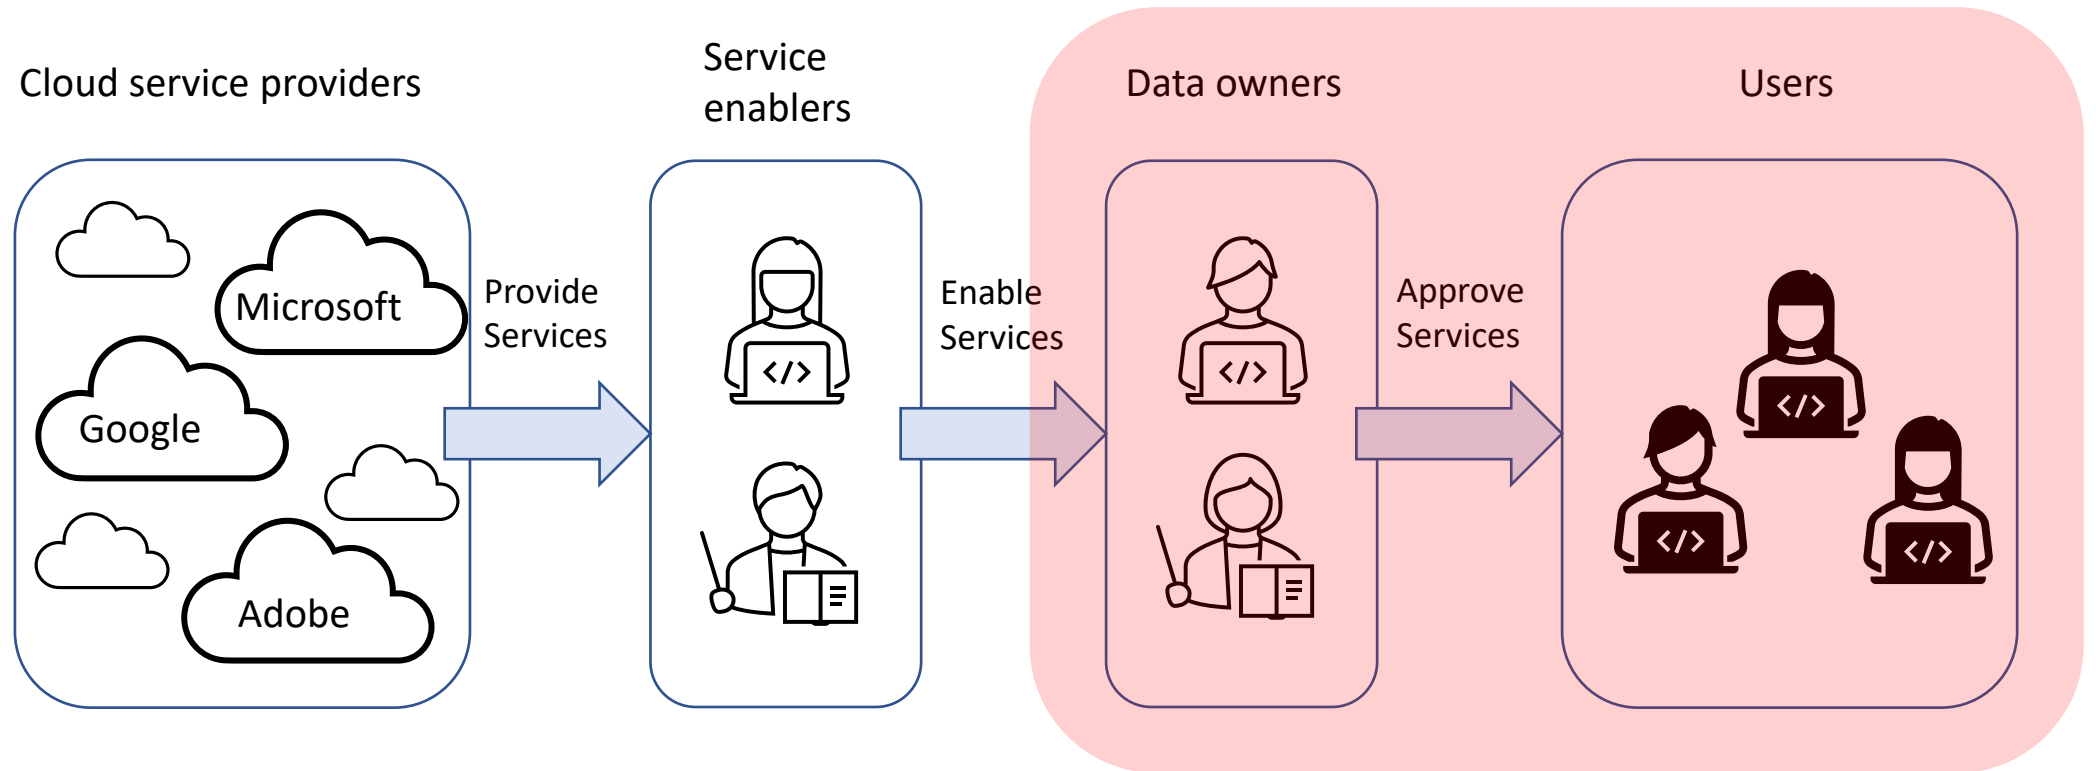 Cloud service providers
Service
enablers
Data owners
Users
Microsoft
Google
Adobe
Provide
Services
</>
Enable
Services
</>
Approve
Services
</>
</>
</>